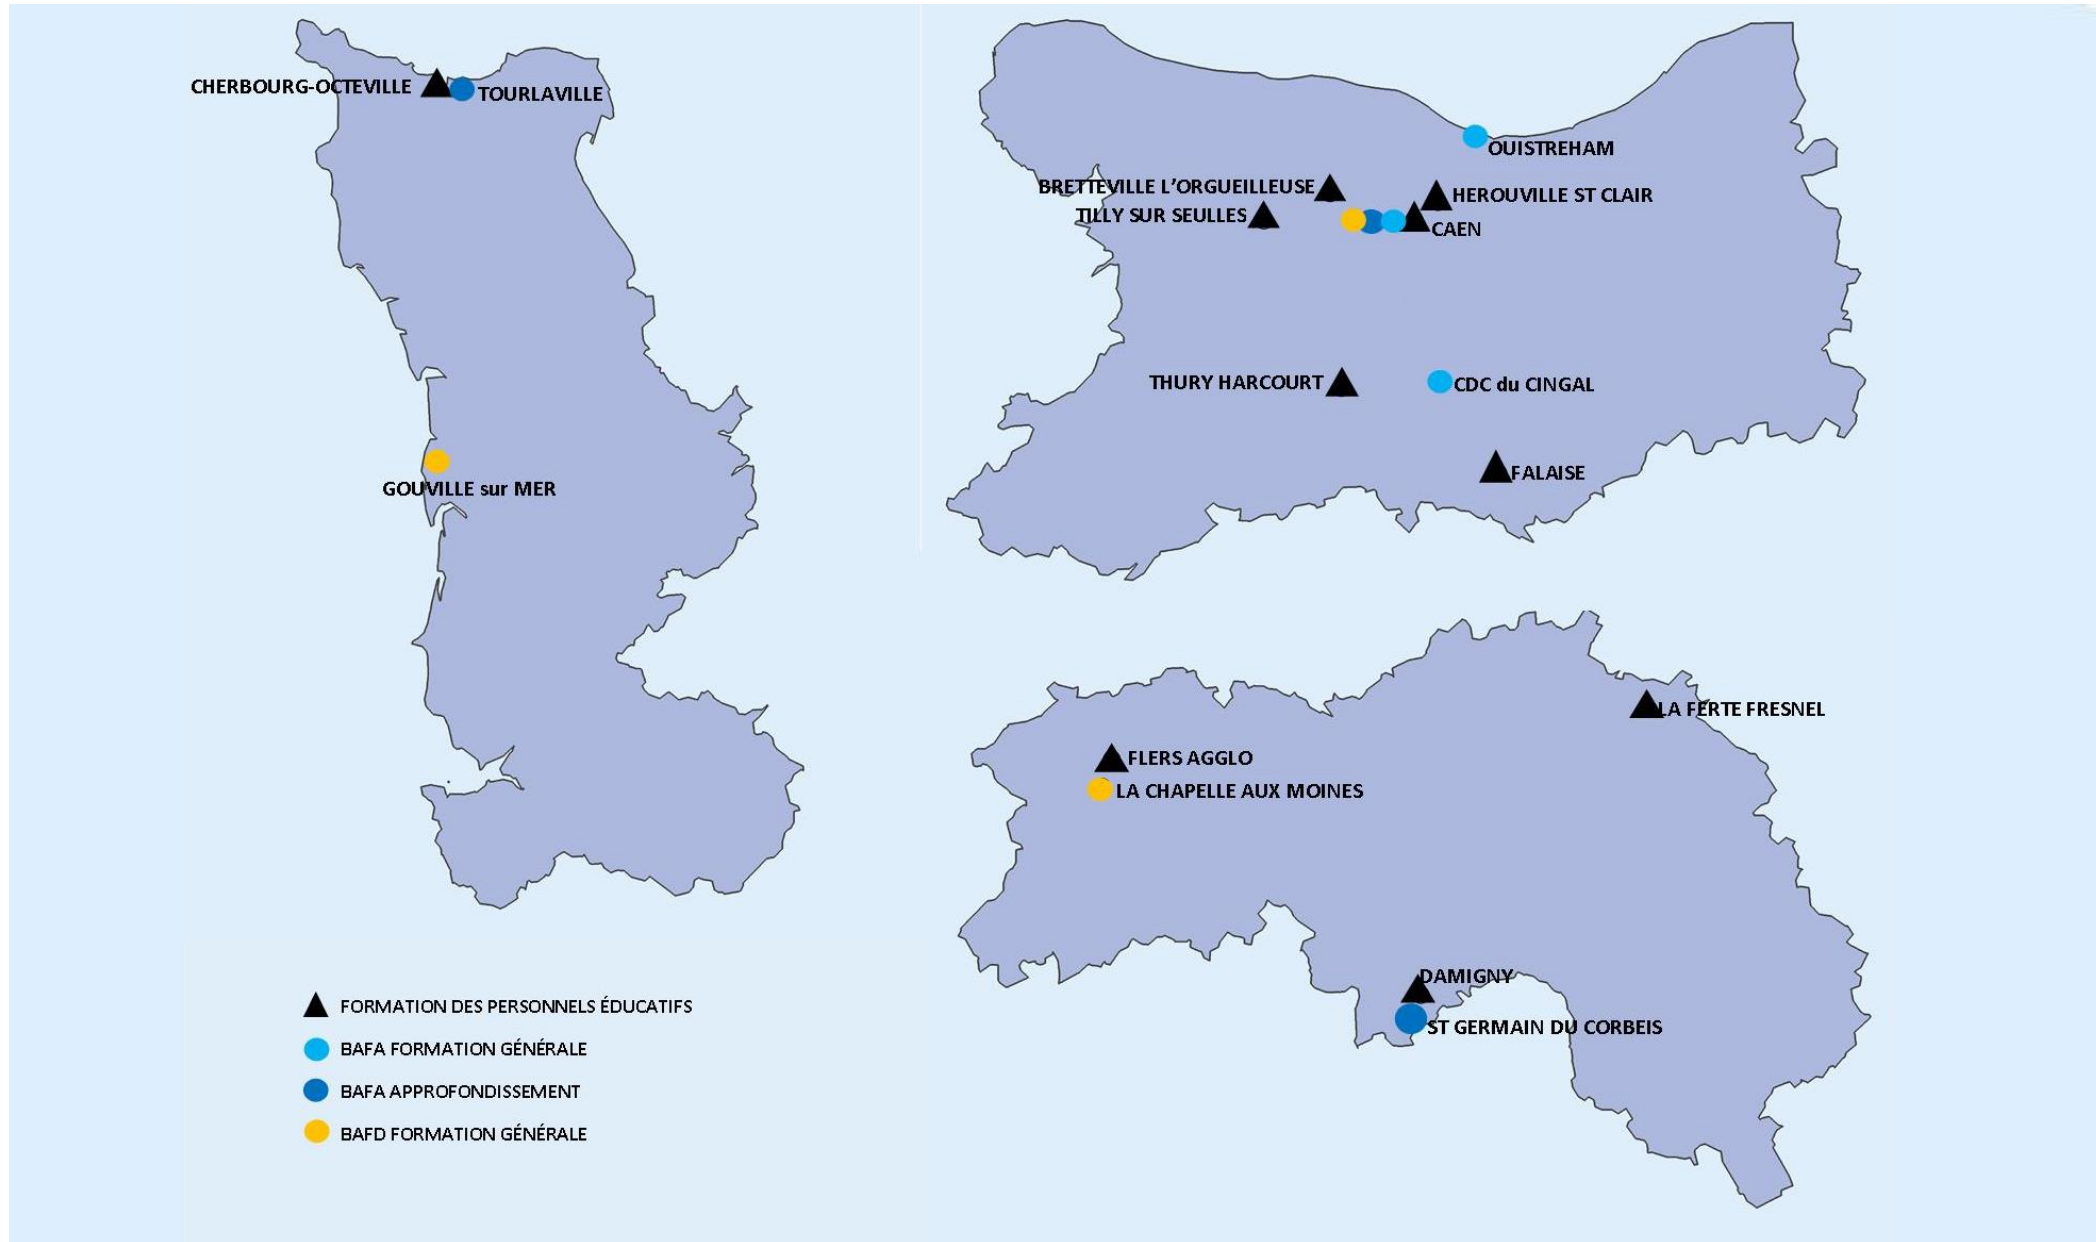 CHERBOURG-OCTEVILLE
TOURLAVILLE
GOUVILLE sur MER
OUISTREHAM
BRETTEVILLE L'ORGUEILLEUSE
HEROUVILLE ST CLAIR
TILLY SUR SEULLES
CAEN
THURY HARCOURT
CDC du CINGAL
FALAISE
LA FERTE FRESNEL
FLERS AGGLO
LA CHAPELLE AUX MOINES
DAMIGNY
ST GERMAIN DU CORBEIS
FORMATION DES PERSONNELS ÉDUCATIFS
BAFA FORMATION GÉNÉRALE
BAFA APPROFONDISSEMENT
BAFD FORMATION GÉNÉRALE